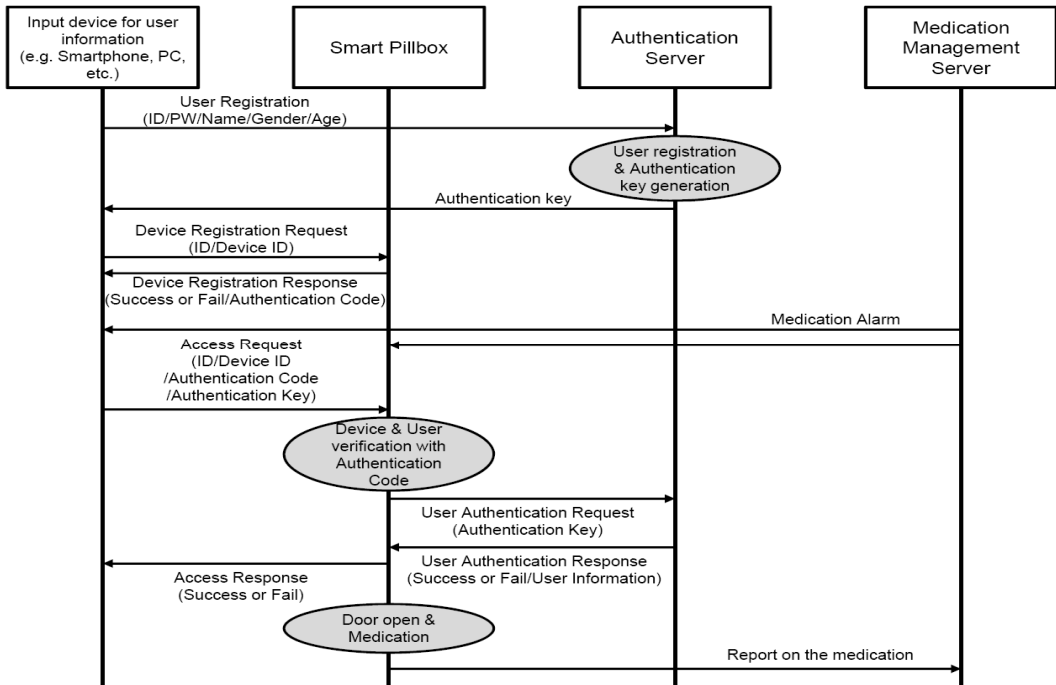 Input device for user
information
(e.g. Smartphone, PC,
etc.)
Smart Pillbox
Authentication
Server
Medication
Management
Server
User Registration
(ID/PW/Name/Gender/Age)
User registration
& Authentication
key generation
Authentication key
Device Registration Request
(ID/Device ID)
Device Registration Response
(Success or Fail/Authentication Code)
Medication Alarm
Access Request
(ID/Device ID
/Authentication Code
/Authentication Key)
Device & User
verification with
Authentication
Code
User Authentication Request
(Authentication Key)
User Authentication Response
(Success or Fail/User Information)
Access Response
(Success or Fail)
Door open &
Medication
Report on the medication